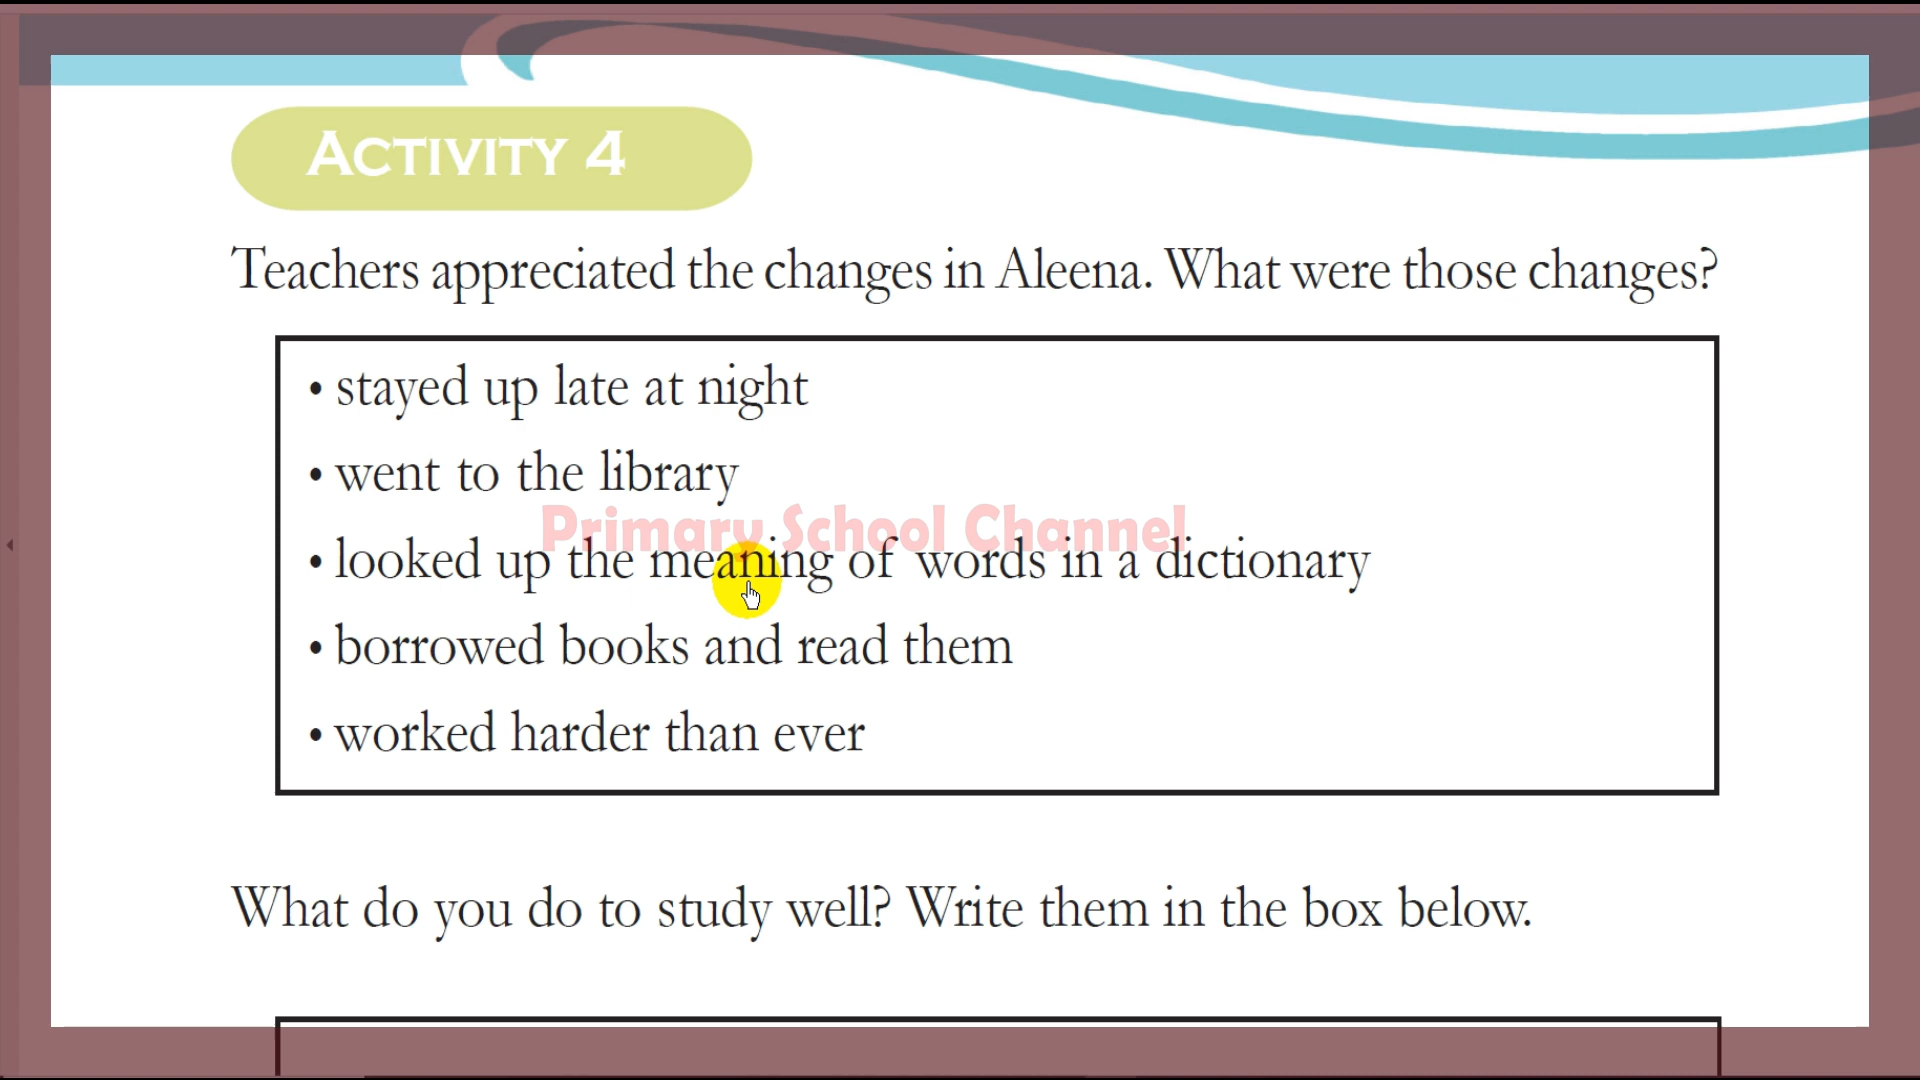 ACTIVITY 4
Teachers appreciated the changes in Aleena. What were those changes?
• stayed up late at night
• went to the library
Primary School Channel
• looked up the meaning of words in a dictionary
• borrowed books and read them
• worked harder than ever
What do you do to study well? Write them in the box below.